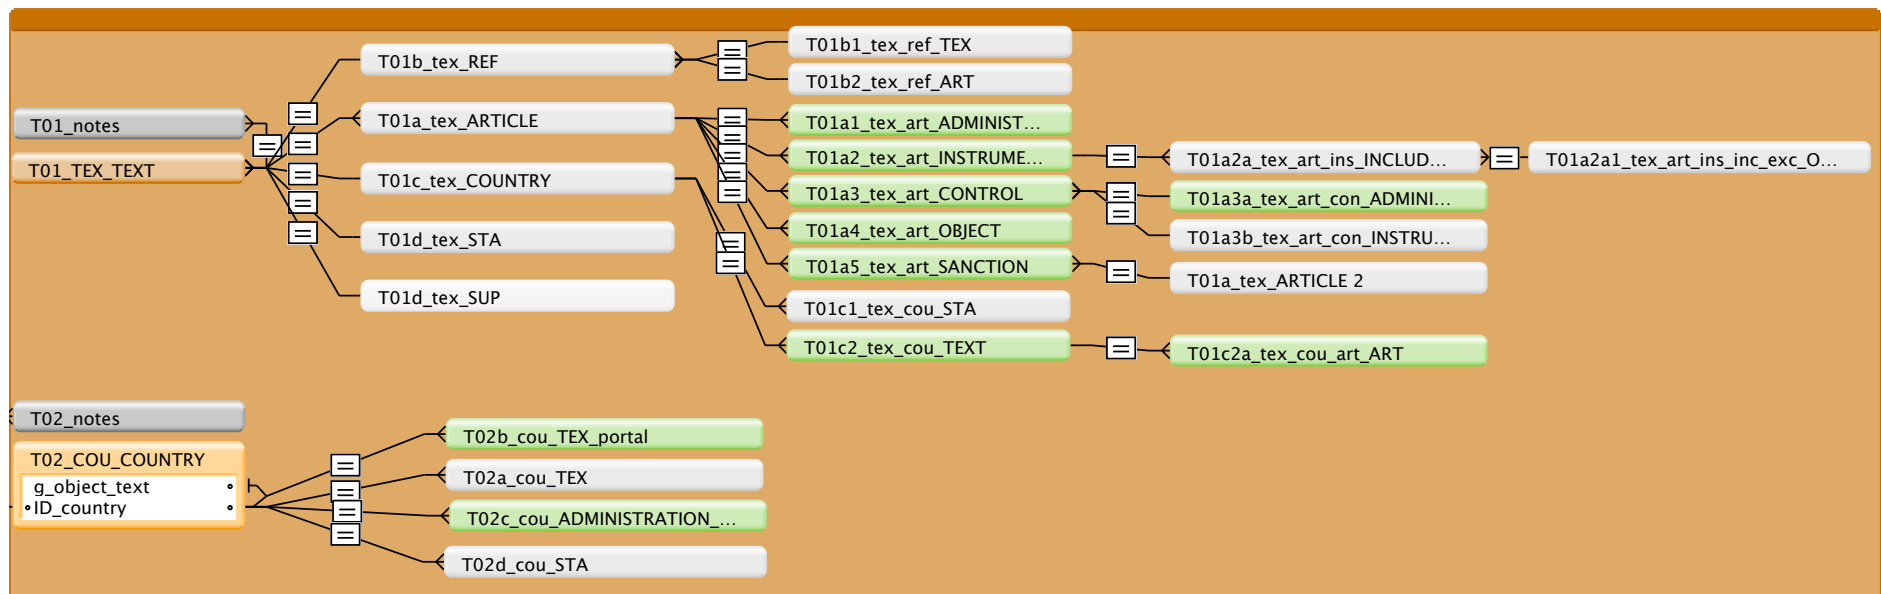 T01b_tex_REF
T01b1_tex_ref_TEX
T01b2_tex_ref_ART
T01_notes
T01a_tex_ARTICLE
T01a1_tex_art_ADMINIST...
T01_TEX_TEXT
T01a2_tex_art_INSTRUME...
T01a2a_tex_art_ins_INCLUD...
T01a2a1_tex_art_ins_inc_exc_O...
T01c_tex_COUNTRY
T01a3_tex_art_CONTROL
T01a3a_tex_art_con_ADMINI...
T01d_tex_STA
T01a4_tex_art_OBJECT
T01a3b_tex_art_con_INSTRU...
T01a5_tex_art_SANCTION
T01a_tex_ARTICLE 2
T01d_tex_SUP
T01c1_tex_cou_STA
T01c2_tex_cou_TEXT
T01c2a_tex_cou_art_ART
T02_notes
T02b_cou_TEX_portal
T02_COU_COUNTRY
T02a_cou_TEX
g_object_text
ID_country
T02c_cou_ADMINISTRATION_...
T02d_cou_STA